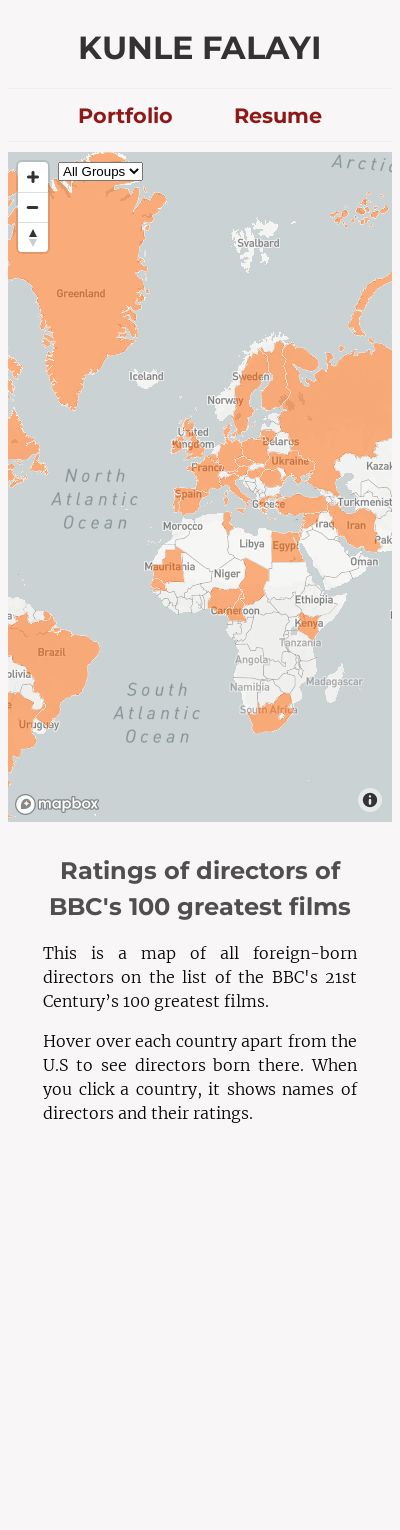 KUNLE FALAYI
Portfolio Resume
All Groups
Arctic
Svalbard
Greenland
Iceland
Sweden
Norway
United
Kingdom
Belarus
Ukraine
France
Kazak
Spain
Greece
Turkmenist
North
Atlantic
Ocean
Morocco
Iraq
Iran
Pak
Libya
Egypt
Oman
Mauritania
Niger
Ethiopia
Cameroon
Kenya
Tanzania
Brazil
olivia
Angola
Madagascar
Namibia
South
Atlantic
Ocean
South Africa
Uruguay
mapbox
Ratings of directors of
BBC's 100 greatest films
This is a map of all foreign-born
directors on the list of the BBC's 21st
Century’s 100 greatest films.
Hover over each country apart from the
U.S to see directors born there. When
you click a country, it shows names of
directors and their ratings.